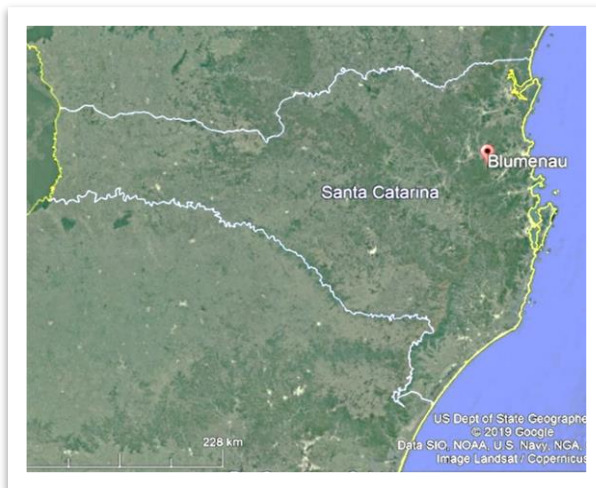 Blumenau
Santa Catarina
US Dept of State Geographe
© 2019 Google
228 km
Data SIO, NOAA, U.S. Navy, NGA,
Image Landsat / Copernicus